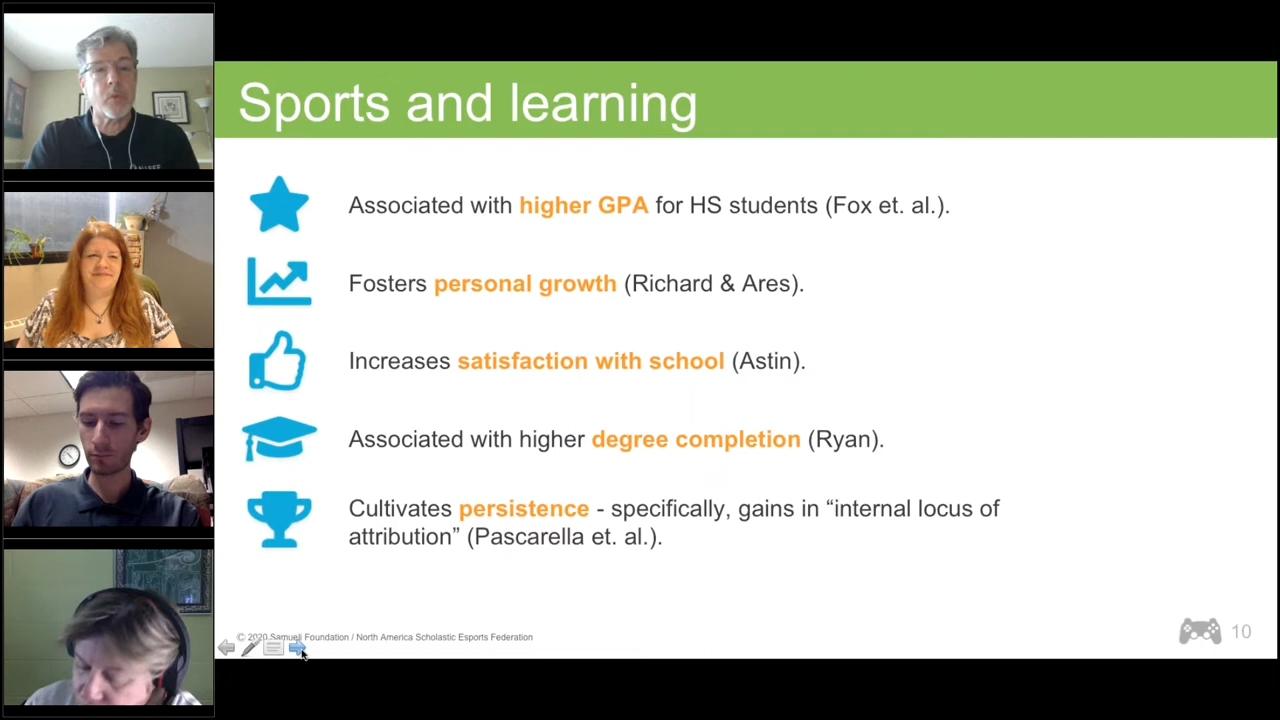 Sports and learning
Associated with higher GPA for HS students (Fox et. al.).
Fosters personal growth (Richard & Ares).
Increases satisfaction with school (Astin).
Associated with higher degree completion (Ryan).
Cultivates persistence - specifically, gains in “internal locus of
attribution” (Pascarella et. al.).
© 2020 Samueli Foundation / North America Scholastic Esports Federation
10